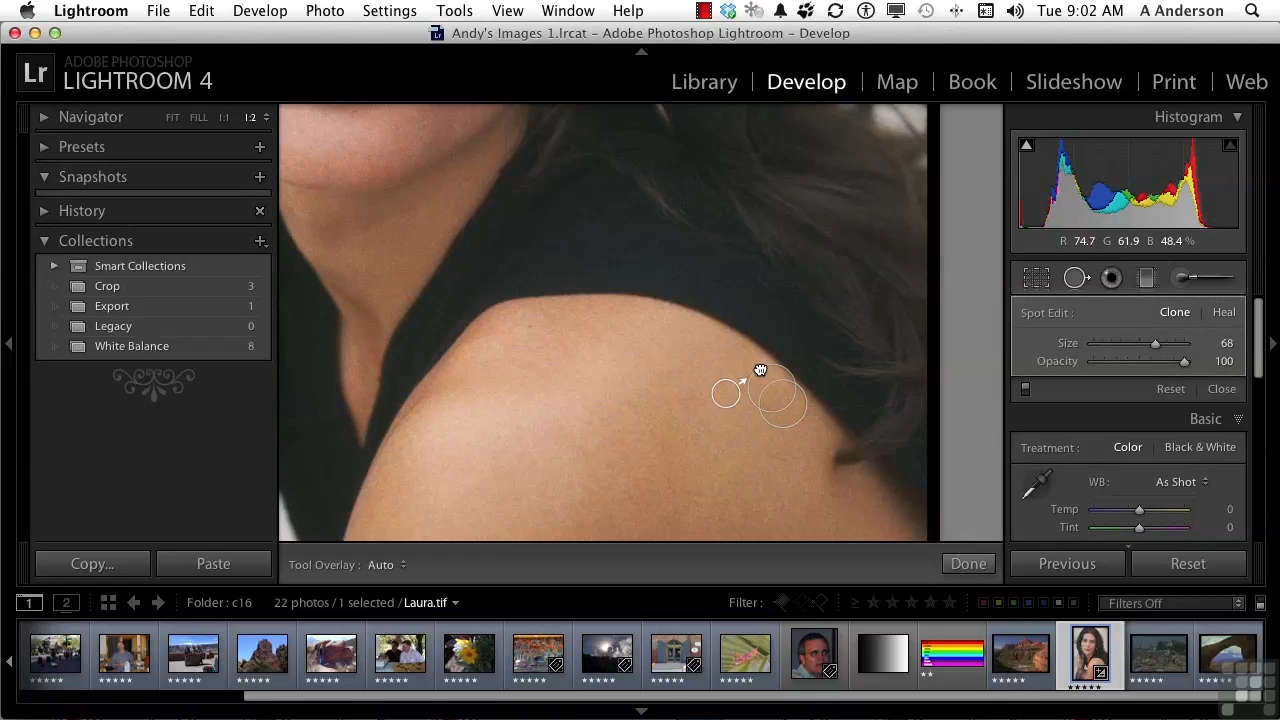 Lightroom File Edit Develop Photo Settings Tools View Window Help Tue 9:02 AM A Anderson
Lr Andy's Images 1.lrcat – Adobe Photoshop Lightroom – Develop
Lr
ADOBE PHOTOSHOP
LIGHTROOM 4
Library | Develop | Map | Book | Slideshow | Print | Web
Navigator FIT FILL 1:1 1:2
Presets
Snapshots
History
Collections
Smart Collections
Crop 3
Export 1
Legacy 0
White Balance 8
Copy... Paste
Tool Overlay : Auto Done
Histogram
R 74.7 G 61.9 B 48.4 %
Spot Edit : Clone Heal
Size 68
Opacity 100
Reset Close
Basic
Treatment : Color Black & White
WB : As Shot
Temp 0
Tint 0
Previous Reset
1 2 Folder : c16 22 photos / 1 selected / Laura.tif Filter : Filters Off